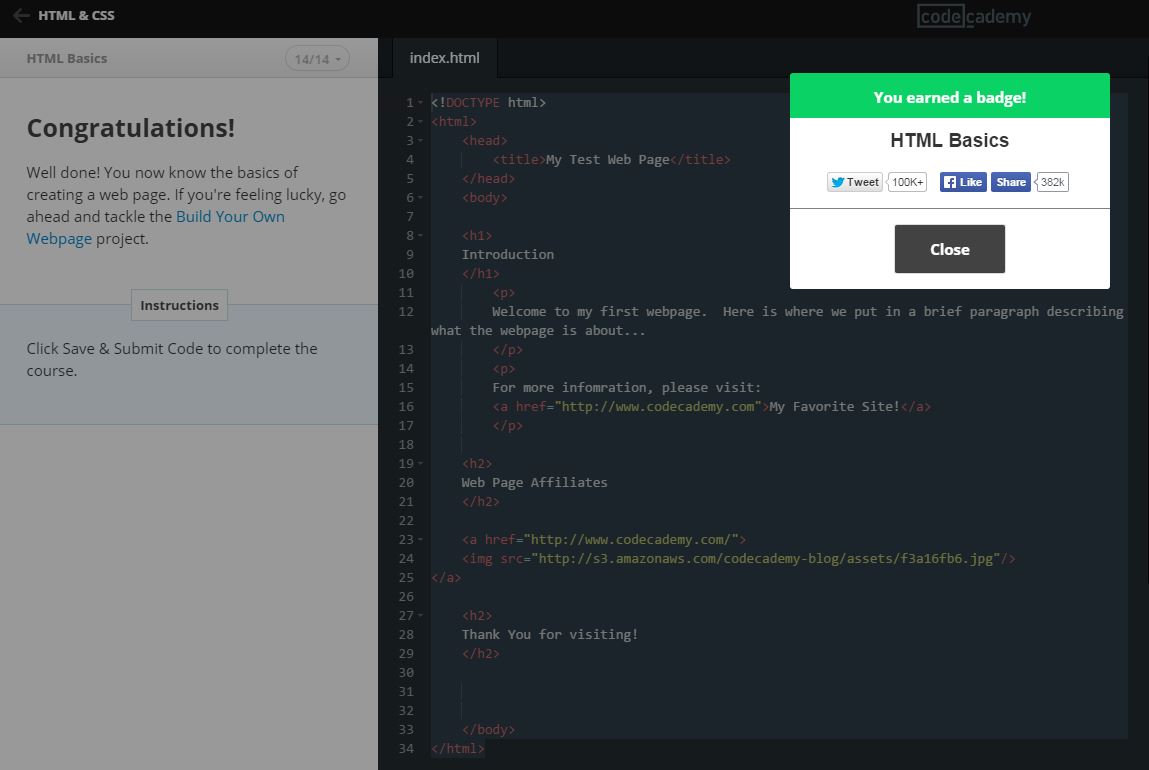 HTML & CSS
codecademy
HTML Basics
14/14
Congratulations!
Well done! You now know the basics of
creating a web page. If you're feeling lucky, go
ahead and tackle the Build Your Own
Webpage project.
Instructions
Click Save & Submit Code to complete the
course.
index.html
1 <!DOCTYPE html>
2 <html>
3 <head>
4 <title>My Test Web Page</title>
5 </head>
6 <body>
7
8 <h1>
9 Introduction
10 </h1>
11 <p>
12 Welcome to my first webpage.  Here is where we put in a brief paragraph describing
what the webpage is about...
13 </p>
14 <p>
15 For more infomration, please visit:
16 <a href="http://www.codecademy.com">My Favorite Site!</a>
17 </p>
18
19 <h2>
20 Web Page Affiliates
21 </h2>
22
23 <a href="http://www.codecademy.com/">
24 <img src="http://s3.amazonaws.com/codecademy-blog/assets/f3a16fb6.jpg"/>
25 </a>
26
27 <h2>
28 Thank You for visiting!
29 </h2>
30
31
32
33 </body>
34 </html>
You earned a badge!
HTML Basics
Tweet 100K+ Like Share 382k
Close